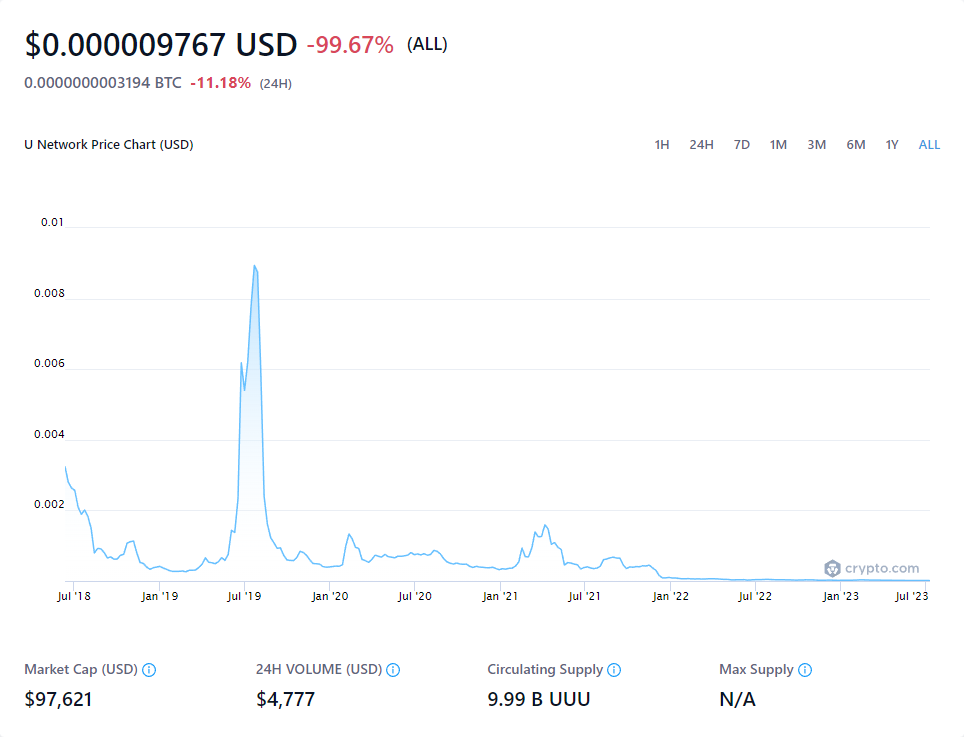 $0.000009767 USD -99.67% (ALL)
0.0000000003194 BTC -11.18% (24H)
U Network Price Chart (USD) 1H 24H 7D 1M 3M 6M 1Y ALL
0.01
0.008
0.006
0.004
0.002
crypto.com
Jul '18 Jan '19 Jul '19 Jan '20 Jul '20 Jan '21 Jul '21 Jan '22 Jul '22 Jan '23 Jul '23
Market Cap (USD) 24H VOLUME (USD) Circulating Supply Max Supply
$97,621 $4,777 9.99 B UUU N/A